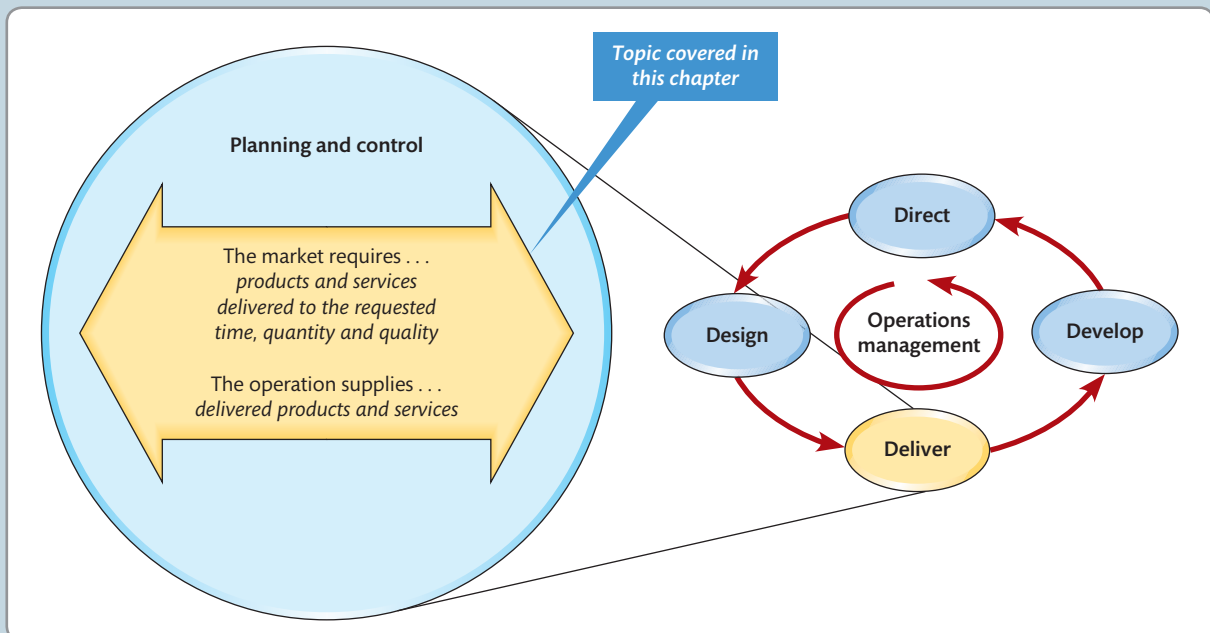 Topic covered in
this chapter
Planning and control
The market requires . . .
products and services
delivered to the requested
time, quantity and quality
The operation supplies . . .
delivered products and services
Direct
Design
Operations
management
Develop
Deliver